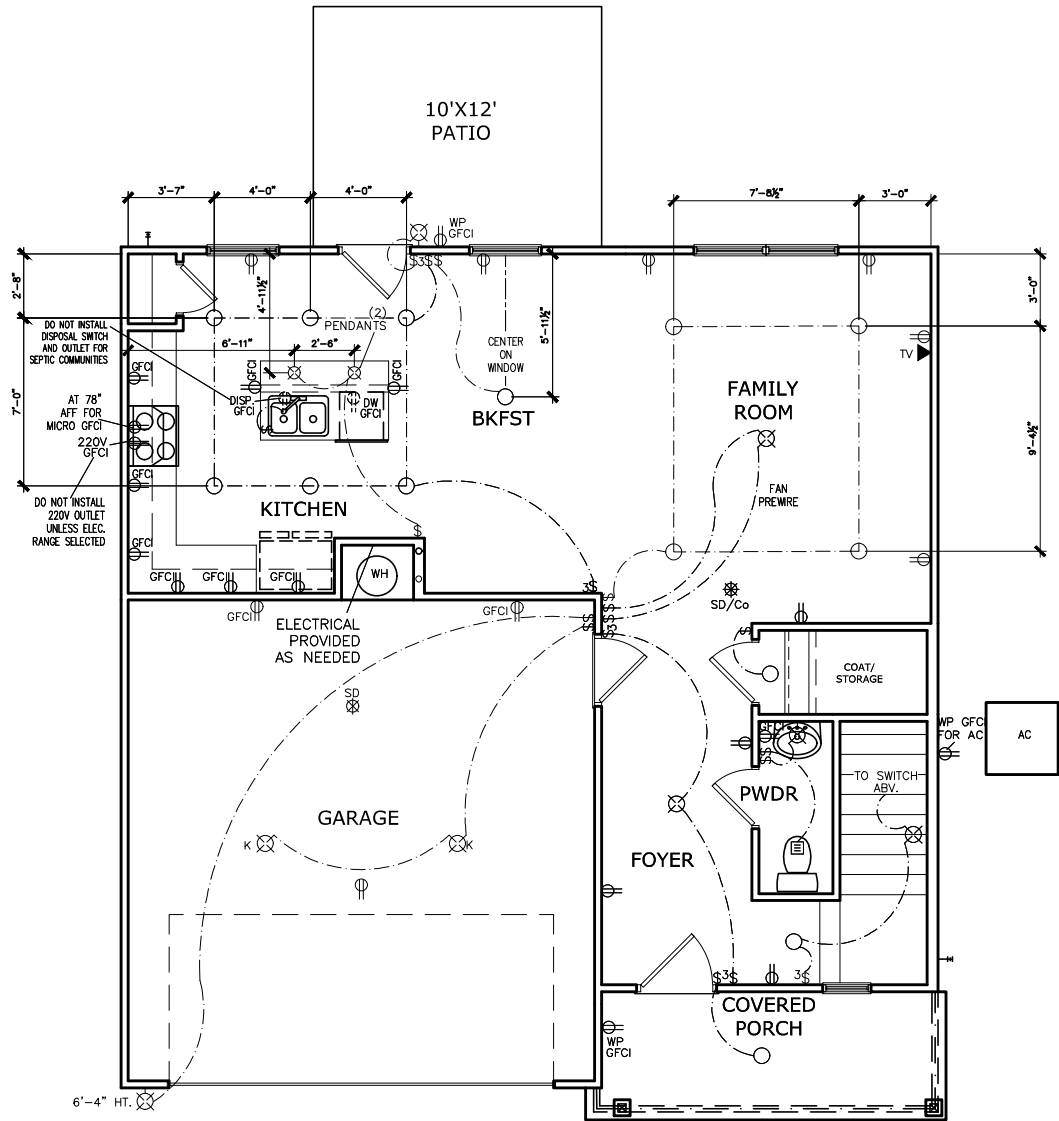 10'X12'
PATIO
3'-7"
4'-0"
4'-0"
7'-8½"
3'-0"
WP
GFCI
$3$$
2'-8"
4'-11½"
5'-11½"
3'-0"
(2)
PENDANTS
DO NOT INSTALL
DISPOSAL SWITCH
AND OUTLET FOR
SEPTIC COMMUNITIES
6'-11"
2'-6"
CENTER
ON
WINDOW
TV
GFCI
GFCI
GFCI
7'-0"
AT 78"
AFF FOR
MICRO GFCI
220V
GFCI
DISP.
GFCI
DW
GFCI
$
BKFST
FAMILY
ROOM
9'-4½"
GFCI
DO NOT INSTALL
220V OUTLET
UNLESS ELEC.
RANGE SELECTED
KITCHEN
FAN
PREWIRE
$
GFCI
GFCI
GFCI
GFCI
WH
3$
$
$
$
$3
$
$
SD/Co
GFCI
GFCI
ELECTRICAL
PROVIDED
AS NEEDED
$
COAT/
STORAGE
SD
GFCI
WP GFCI
FOR AC
AC
$$
TO SWITCH
ABV.
PWDR
GARAGE
K
K
FOYER
$3$
3$
COVERED
PORCH
WP
GFCI
6'-4" HT.